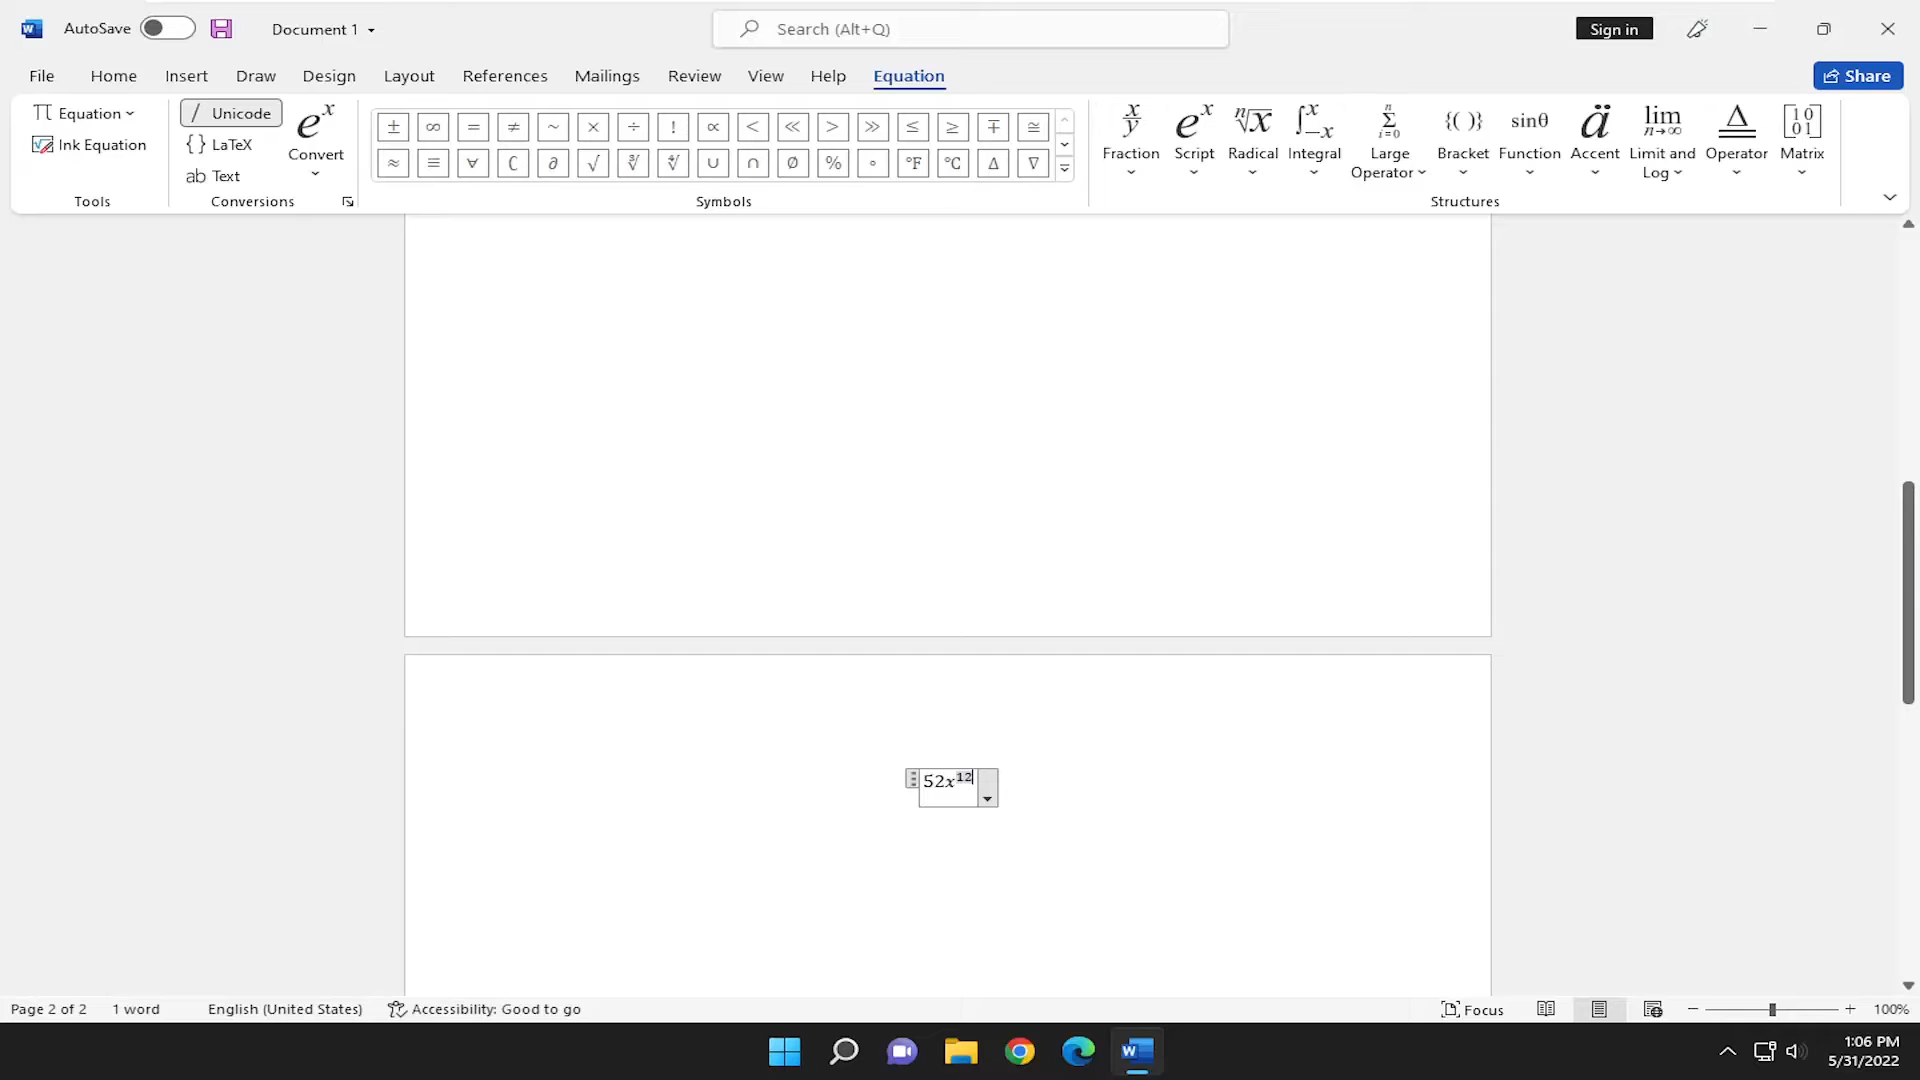 AutoSave
Document 1
Search (Alt+Q)
Sign in
File Home Insert Draw Design Layout References Mailings Review View Help Equation
Share
Equation
Ink Equation
Tools
/ Unicode
{} LaTeX
ab Text
eˣ
Convert
Conversions
± ∞ = ≠ ~ × ÷ ! ∝ < ≪ > ≫ ≤ ≥ ∓ ≅
≈ ≡ ∀ ∁ ∂ √ ∛ ∜ ∪ ∩ ∅ % ° °F °C ∆ ∇
Symbols
Fraction Script Radical Integral Large Operator Bracket Function Accent Limit and Log Operator Matrix
Structures
52x¹²
Page 2 of 2 1 word English (United States) Accessibility: Good to go
Focus
100%
1:06 PM
5/31/2022